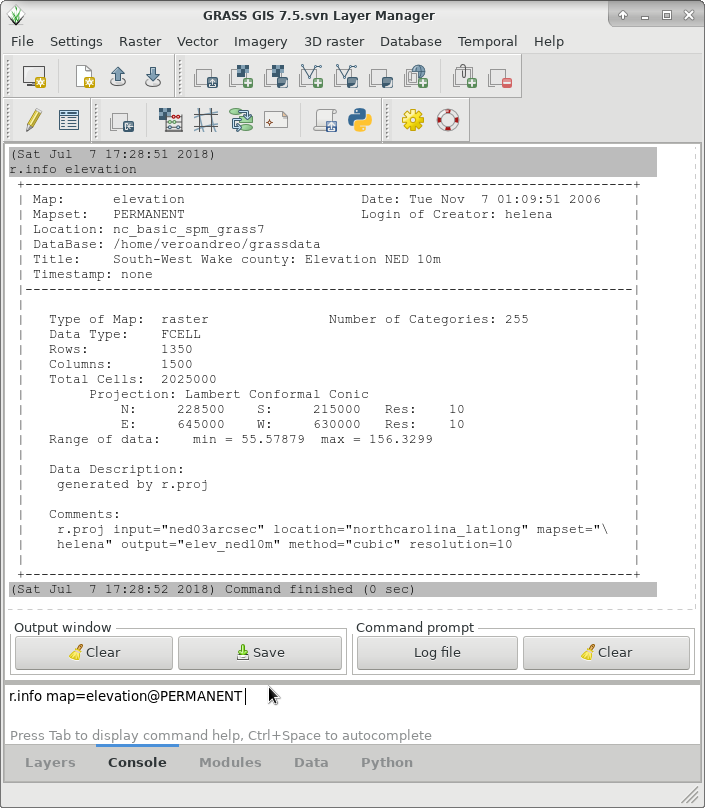 GRASS GIS 7.5.svn Layer Manager
File Settings Raster Vector Imagery 3D raster Database Temporal Help
(Sat Jul  7 17:28:51 2018)
r.info elevation
+----------------------------------------------------------------------------+
| Map:      elevation                      Date: Tue Nov  7 01:09:51 2006    |
| Mapset:   PERMANENT                      Login of Creator: helena          |
| Location: nc_basic_spm_grass7                                              |
| DataBase: /home/veroandreo/grassdata                                       |
| Title:    South-West Wake county: Elevation NED 10m                        |
| Timestamp: none                                                            |
|----------------------------------------------------------------------------|
|                                                                            |
|   Type of Map:  raster               Number of Categories: 255             |
|   Data Type:    FCELL                                                      |
|   Rows:         1350                                                       |
|   Columns:      1500                                                       |
|   Total Cells:  2025000                                                    |
|        Projection: Lambert Conformal Conic                                 |
|            N:     228500    S:     215000   Res:    10                     |
|            E:     645000    W:     630000   Res:    10                     |
|   Range of data:    min = 55.57879  max = 156.3299                         |
|                                                                            |
|   Data Description:                                                        |
|    generated by r.proj                                                     |
|                                                                            |
|   Comments:                                                                |
|    r.proj input="ned03arcsec" location="northcarolina_latlong" mapset="\   |
|    helena" output="elev_ned10m" method="cubic" resolution=10               |
|                                                                            |
+----------------------------------------------------------------------------+
(Sat Jul  7 17:28:52 2018) Command finished (0 sec)
Output window Command prompt
Clear Save Log file Clear
r.info map=elevation@PERMANENT
Press Tab to display command help, Ctrl+Space to autocomplete
Layers Console Modules Data Python